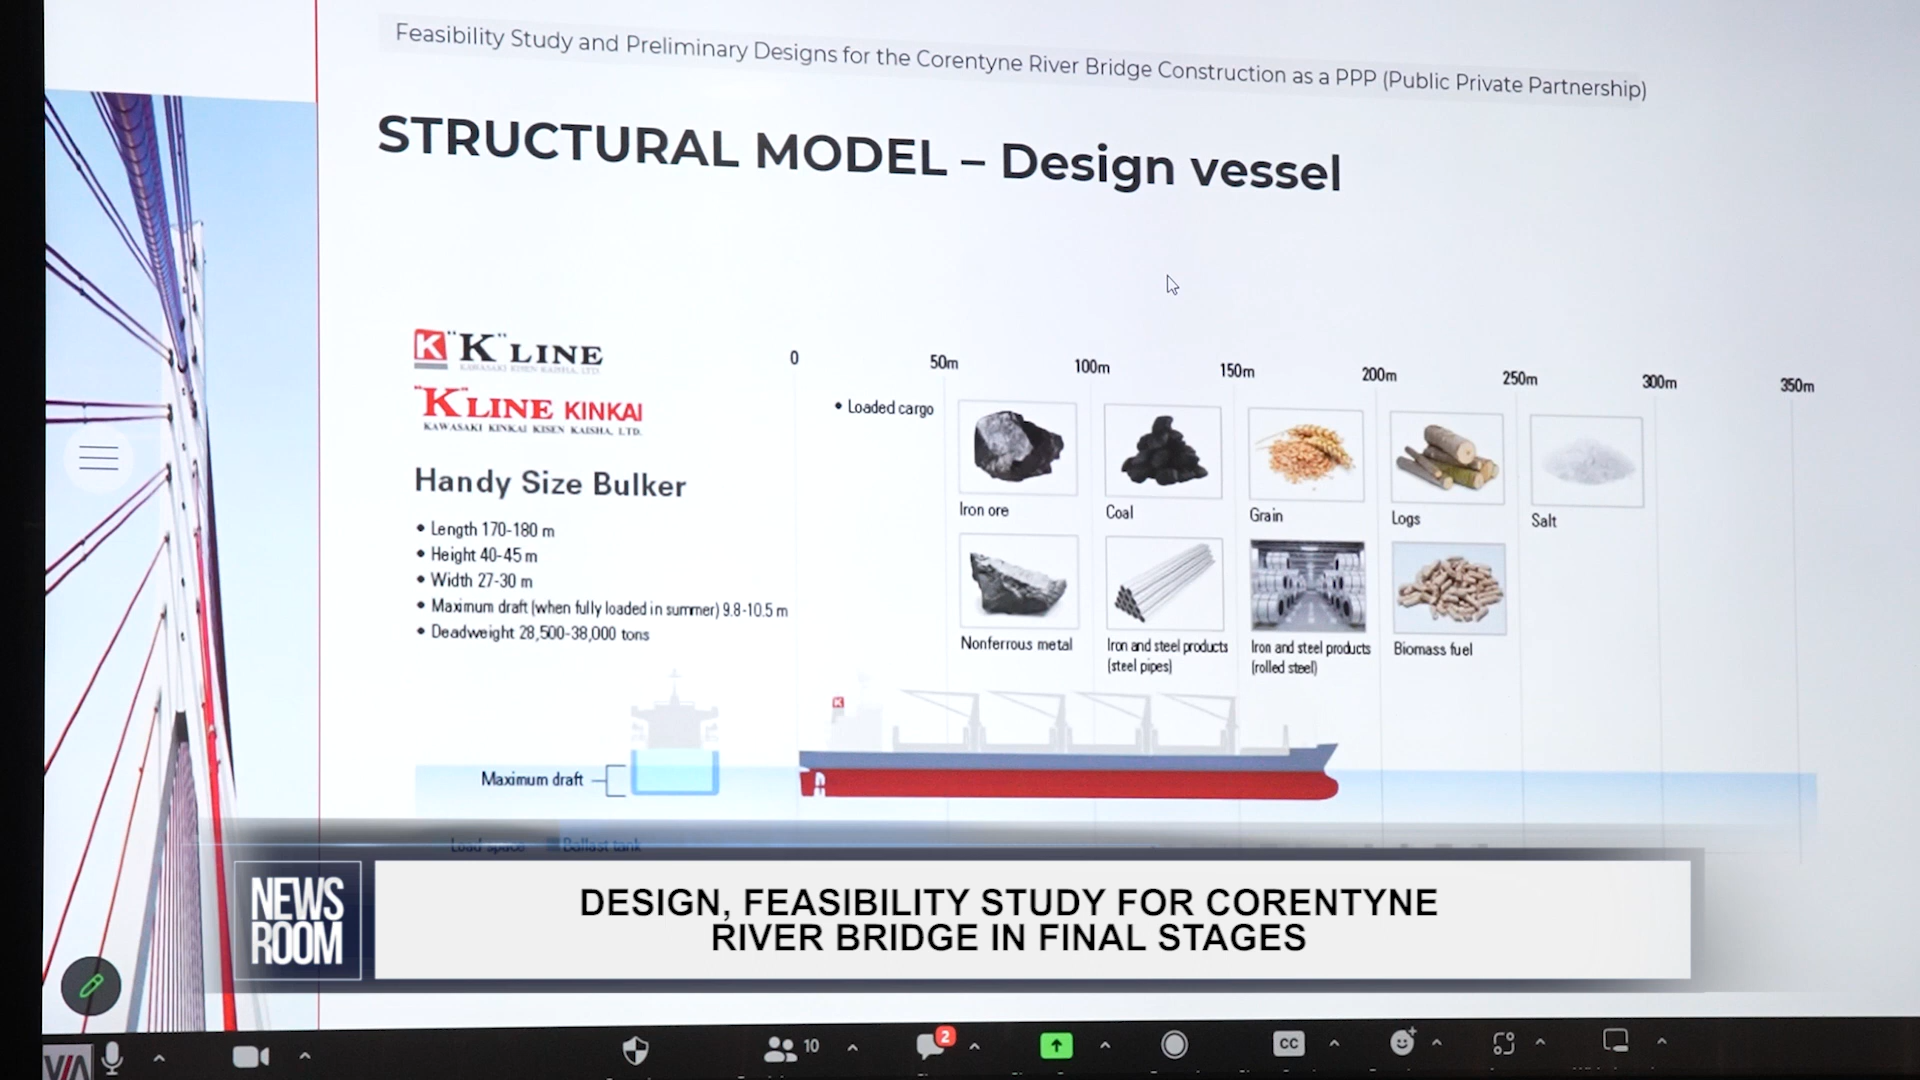 Feasibility Study and Preliminary Designs for the Corentyne River Bridge Construction as a PPP (Public Private Partnership)
STRUCTURAL MODEL – Design vessel
K "K" LINE
KAWASAKI KISEN KAISHA, LTD.
"K" LINE KINKAI
KAWASAKI KINKAI KISEN KAISHA, LTD.
Handy Size Bulker
• Length 170-180 m
• Height 40-45 m
• Width 27-30 m
• Maximum draft (when fully loaded in summer) 9.8-10.5 m
• Deadweight 28,500-38,000 tons
0 50m 100m 150m 200m 250m 300m 350m
• Loaded cargo
Iron ore Coal Grain Logs Salt
Nonferrous metal
Iron and steel products
(steel pipes)
Iron and steel products
(rolled steel)
Biomass fuel
K
Maximum draft
Load space Ballast tank
NEWS
ROOM
DESIGN, FEASIBILITY STUDY FOR CORENTYNE
RIVER BRIDGE IN FINAL STAGES
VIA
10
2
CC